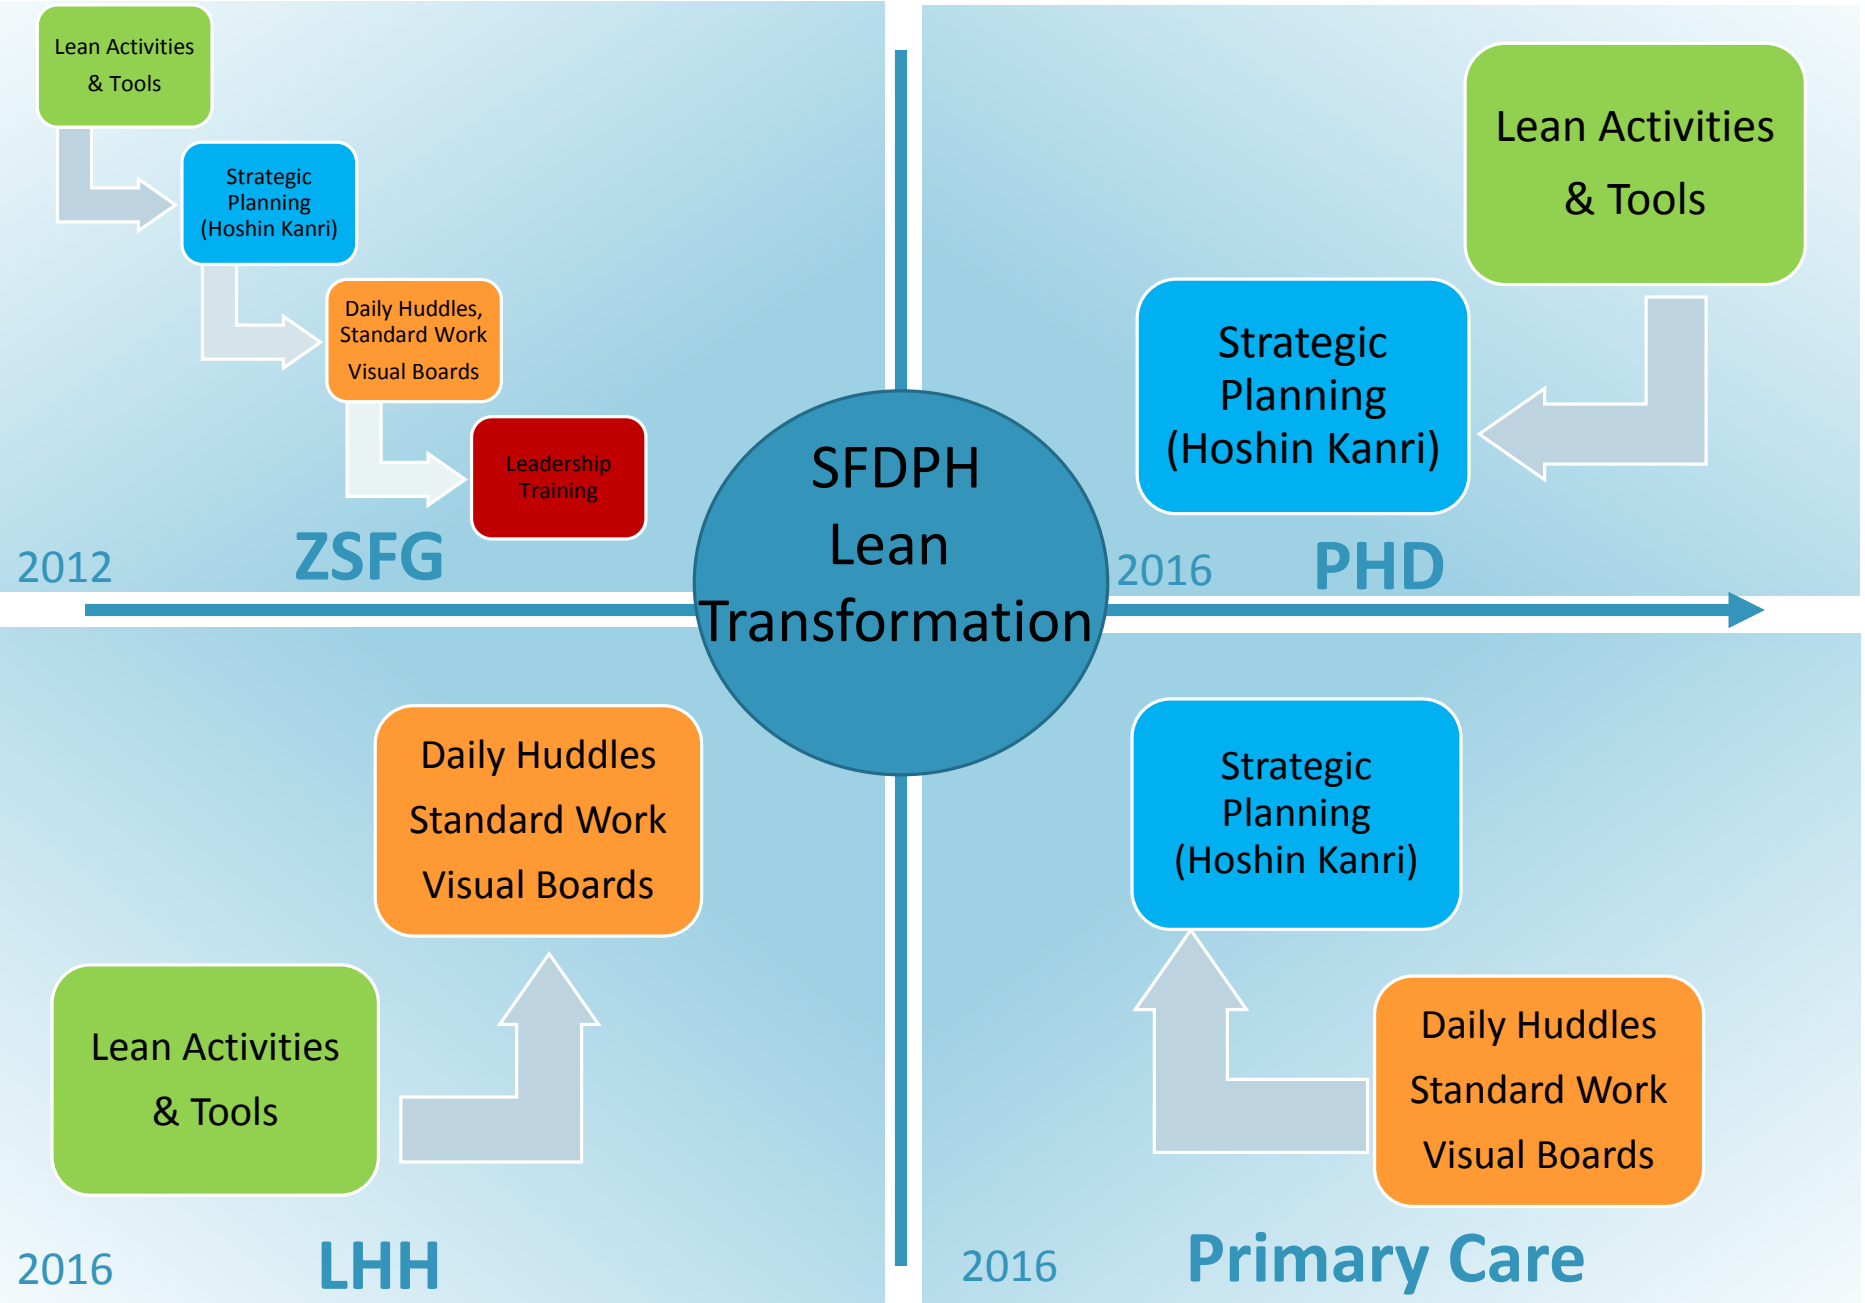 Lean Activities
& Tools
Strategic
Planning
(Hoshin Kanri)
Daily Huddles,
Standard Work
Visual Boards
Leadership
Training
2012
ZSFG
Lean Activities
& Tools
Strategic
Planning
(Hoshin Kanri)
2016
PHD
SFDPH
Lean
Transformation
Daily Huddles
Standard Work
Visual Boards
Lean Activities
& Tools
2016
LHH
Strategic
Planning
(Hoshin Kanri)
Daily Huddles
Standard Work
Visual Boards
2016
Primary Care